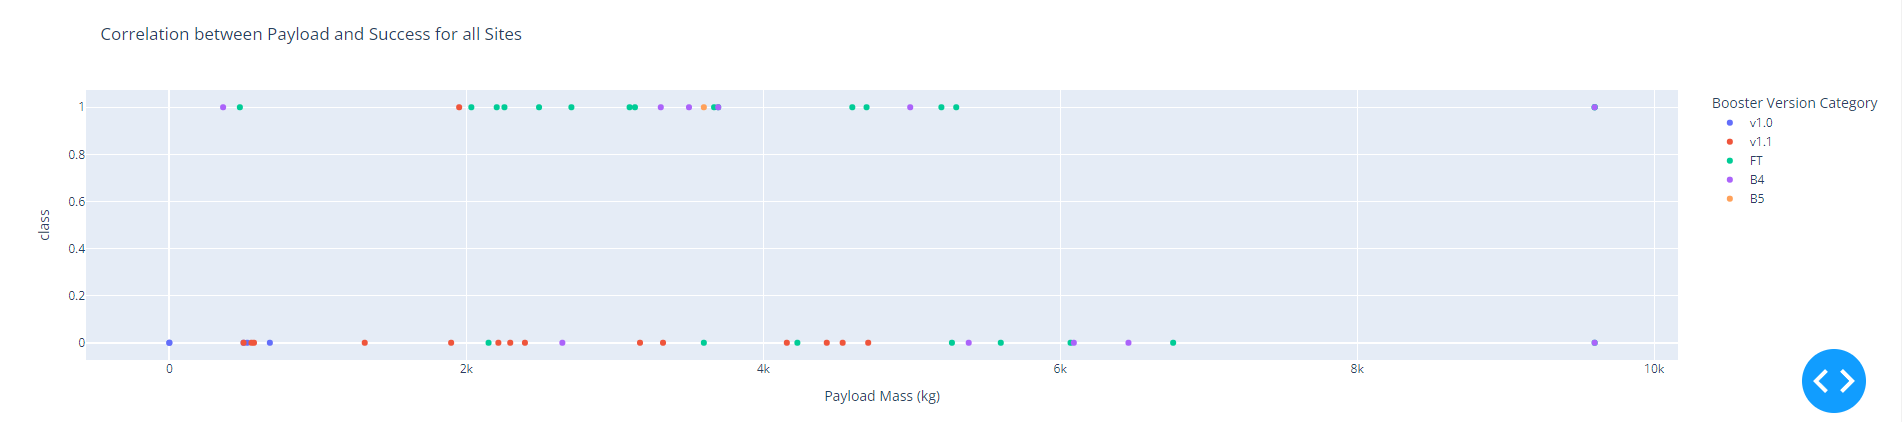 Correlation between Payload and Success for all Sites
1
0.8
0.6
0.4
0.2
0
class
0 2k 4k 6k 8k 10k
Payload Mass (kg)
Booster Version Category
v1.0
v1.1
FT
B4
B5